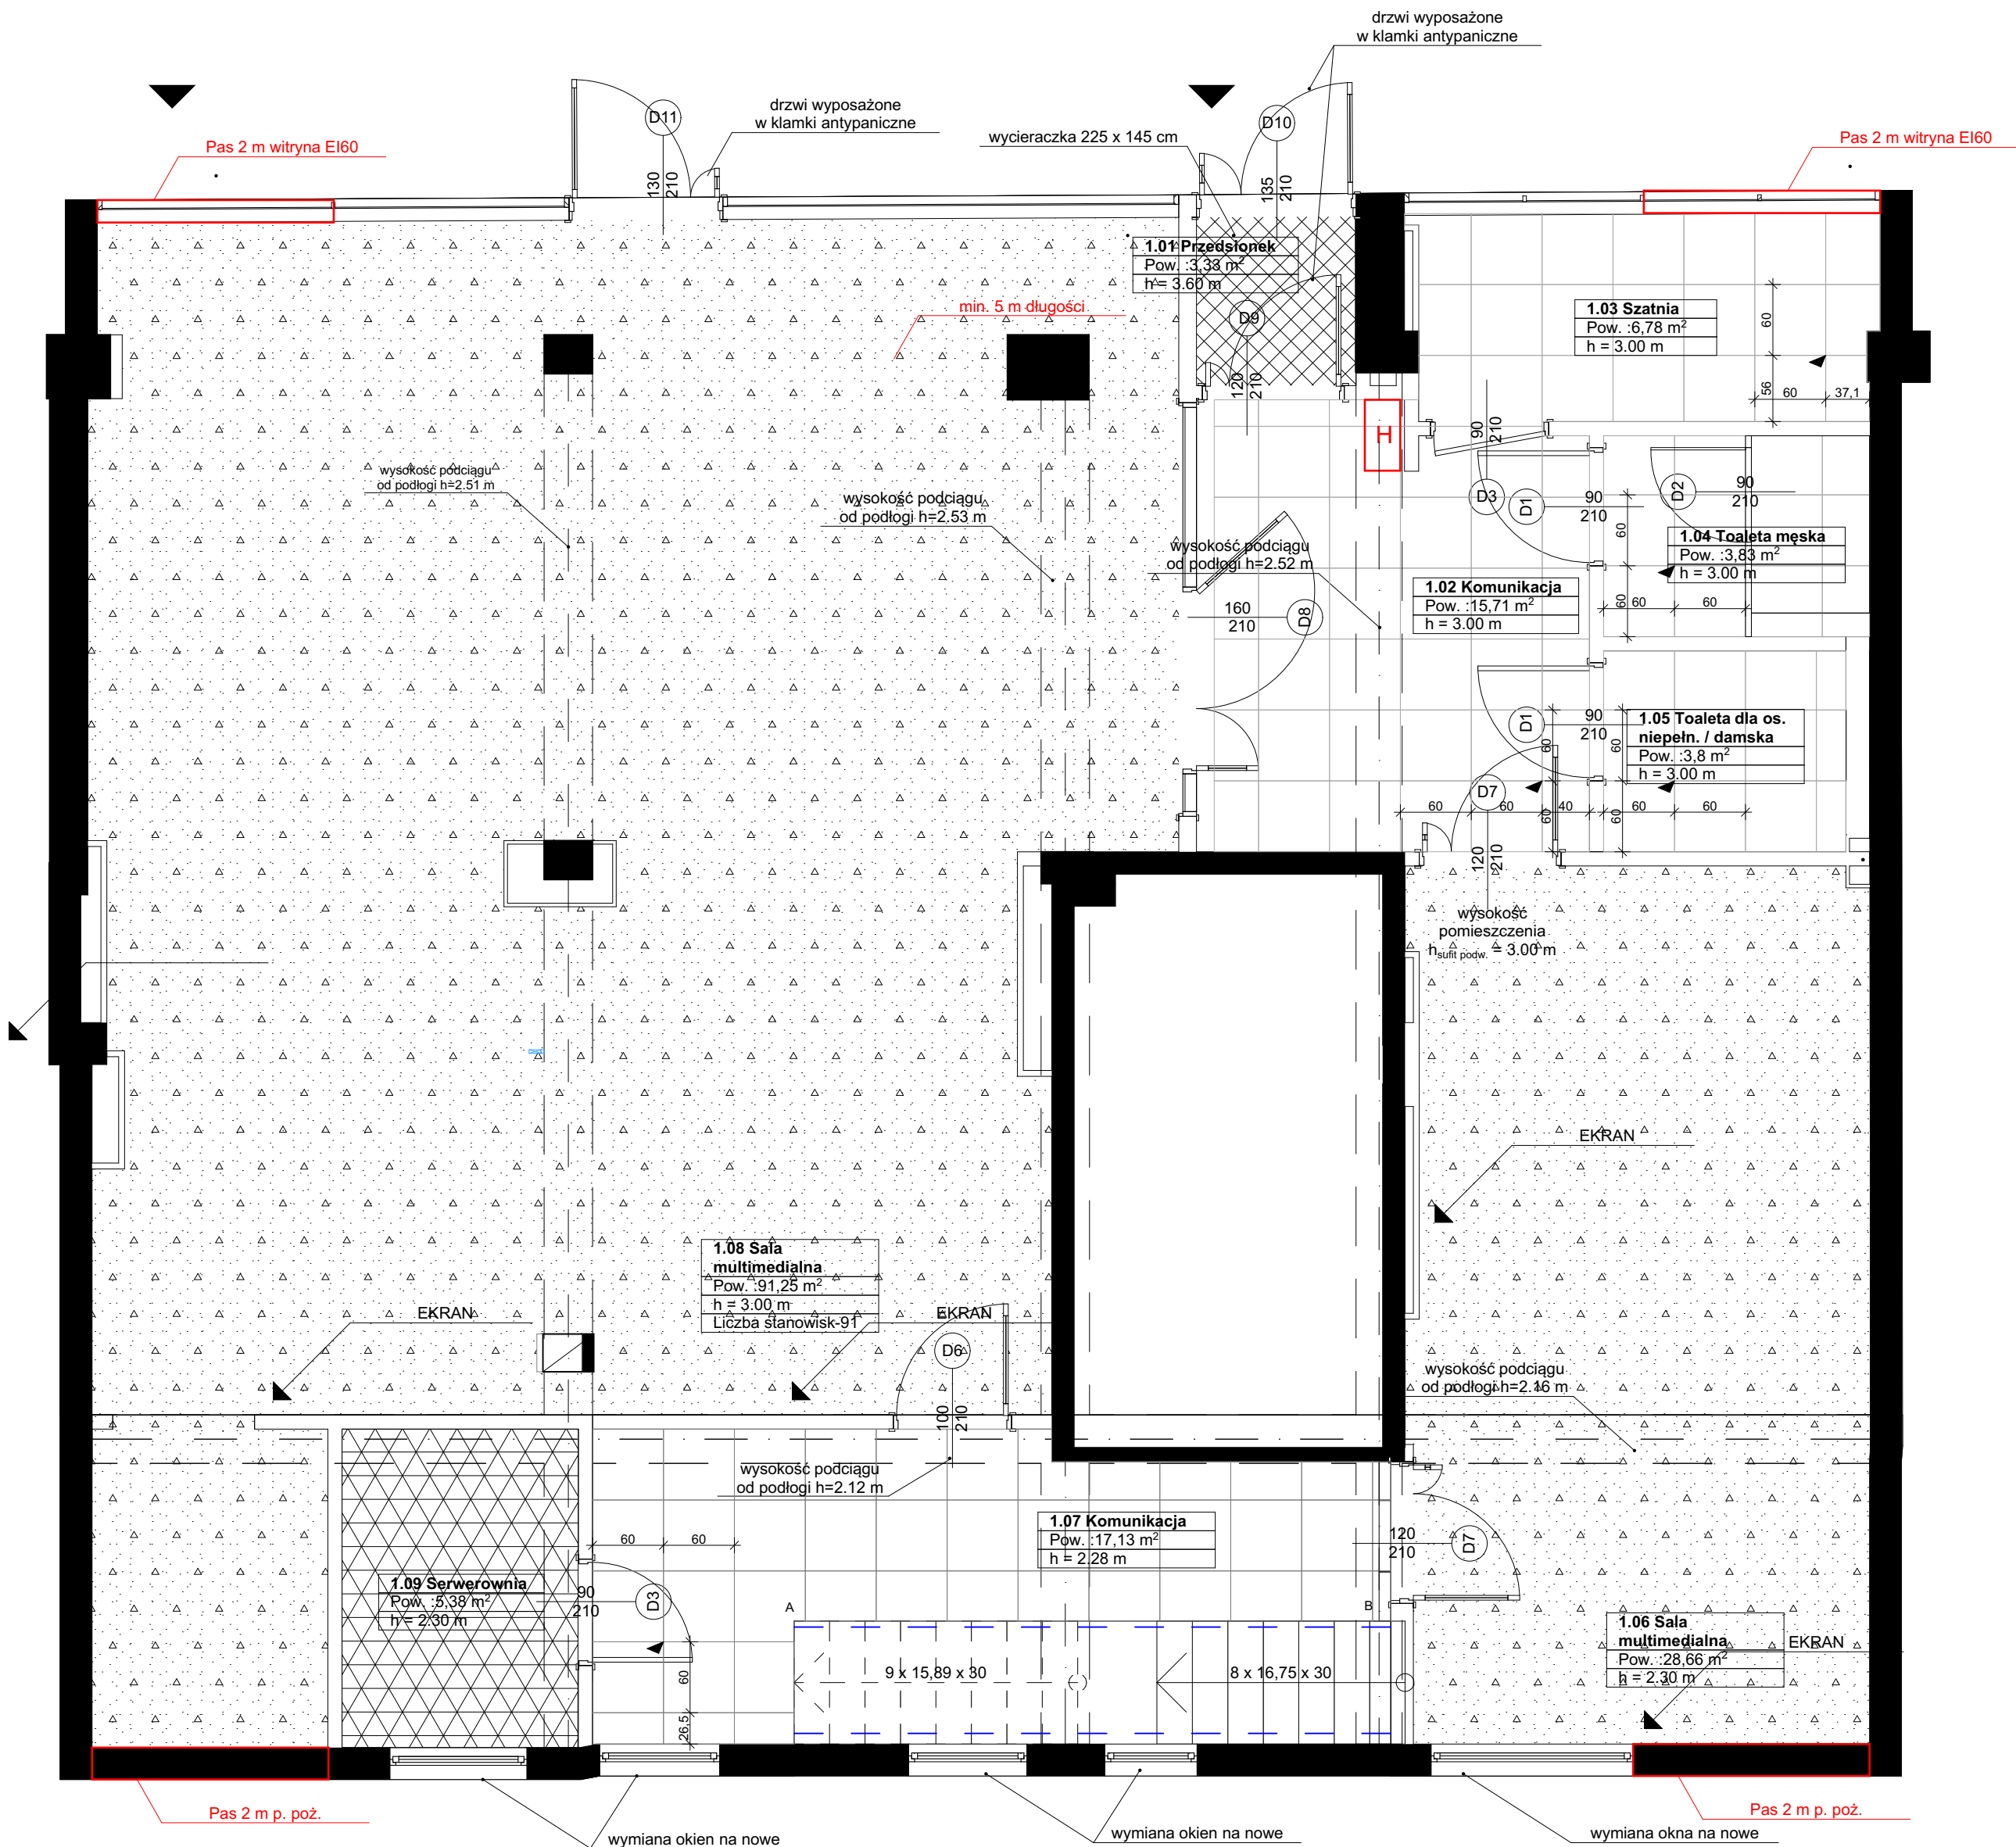 drzwi wyposażone
w klamki antypaniczne
drzwi wyposażone
w klamki antypaniczne
D11
D10
wycieraczka 225 x 145 cm
Pas 2 m witryna EI60
Pas 2 m witryna EI60
130
210
135
210
1.01 Przedsionek
Pow. :3,33 m²
h = 3.60 m
min. 5 m długości
D9
120
210
1.03 Szatnia
Pow. :6,78 m²
h = 3.00 m
60
56
60
37,1
H
90
210
wysokość podciągu
od podłogi h=2.51 m
wysokość podciągu
od podłogi h=2.53 m
wysokość podciągu
od podłogi h=2.52 m
D3
D1
90
210
D2
90
210
60
60
1.04 Toaleta męska
Pow. :3,83 m²
h = 3.00 m
60
60
1.02 Komunikacja
Pow. :15,71 m²
h = 3.00 m
160
210
D8
D1
90
210
1.05 Toaleta dla os.
niepełn. / damska
Pow. :3,8 m²
h = 3.00 m
60
60
D7
60
60
40
60
60
60
60
120
210
wysokość
pomieszczenia
h sufit podw. = 3.00 m
EKRAN
1.08 Sala
multimedialna
Pow. :91,25 m²
h = 3.00 m
Liczba stanowisk-91
EKRAN
EKRAN
D6
100
210
wysokość podciągu
od podłogi h=2.16 m
wysokość podciągu
od podłogi h=2.12 m
1.07 Komunikacja
Pow. :17,13 m²
h = 2.28 m
60
60
120
210
D7
1.09 Serwerownia
Pow. :5,38 m²
h = 2.30 m
90
210
D3
A
B
1.06 Sala
multimedialna
Pow. :28,66 m²
h = 2.30 m
EKRAN
60
26,5
9 x 15,89 x 30
8 x 16,75 x 30
Pas 2 m p. poż.
Pas 2 m p. poż.
wymiana okien na nowe
wymiana okien na nowe
wymiana okna na nowe